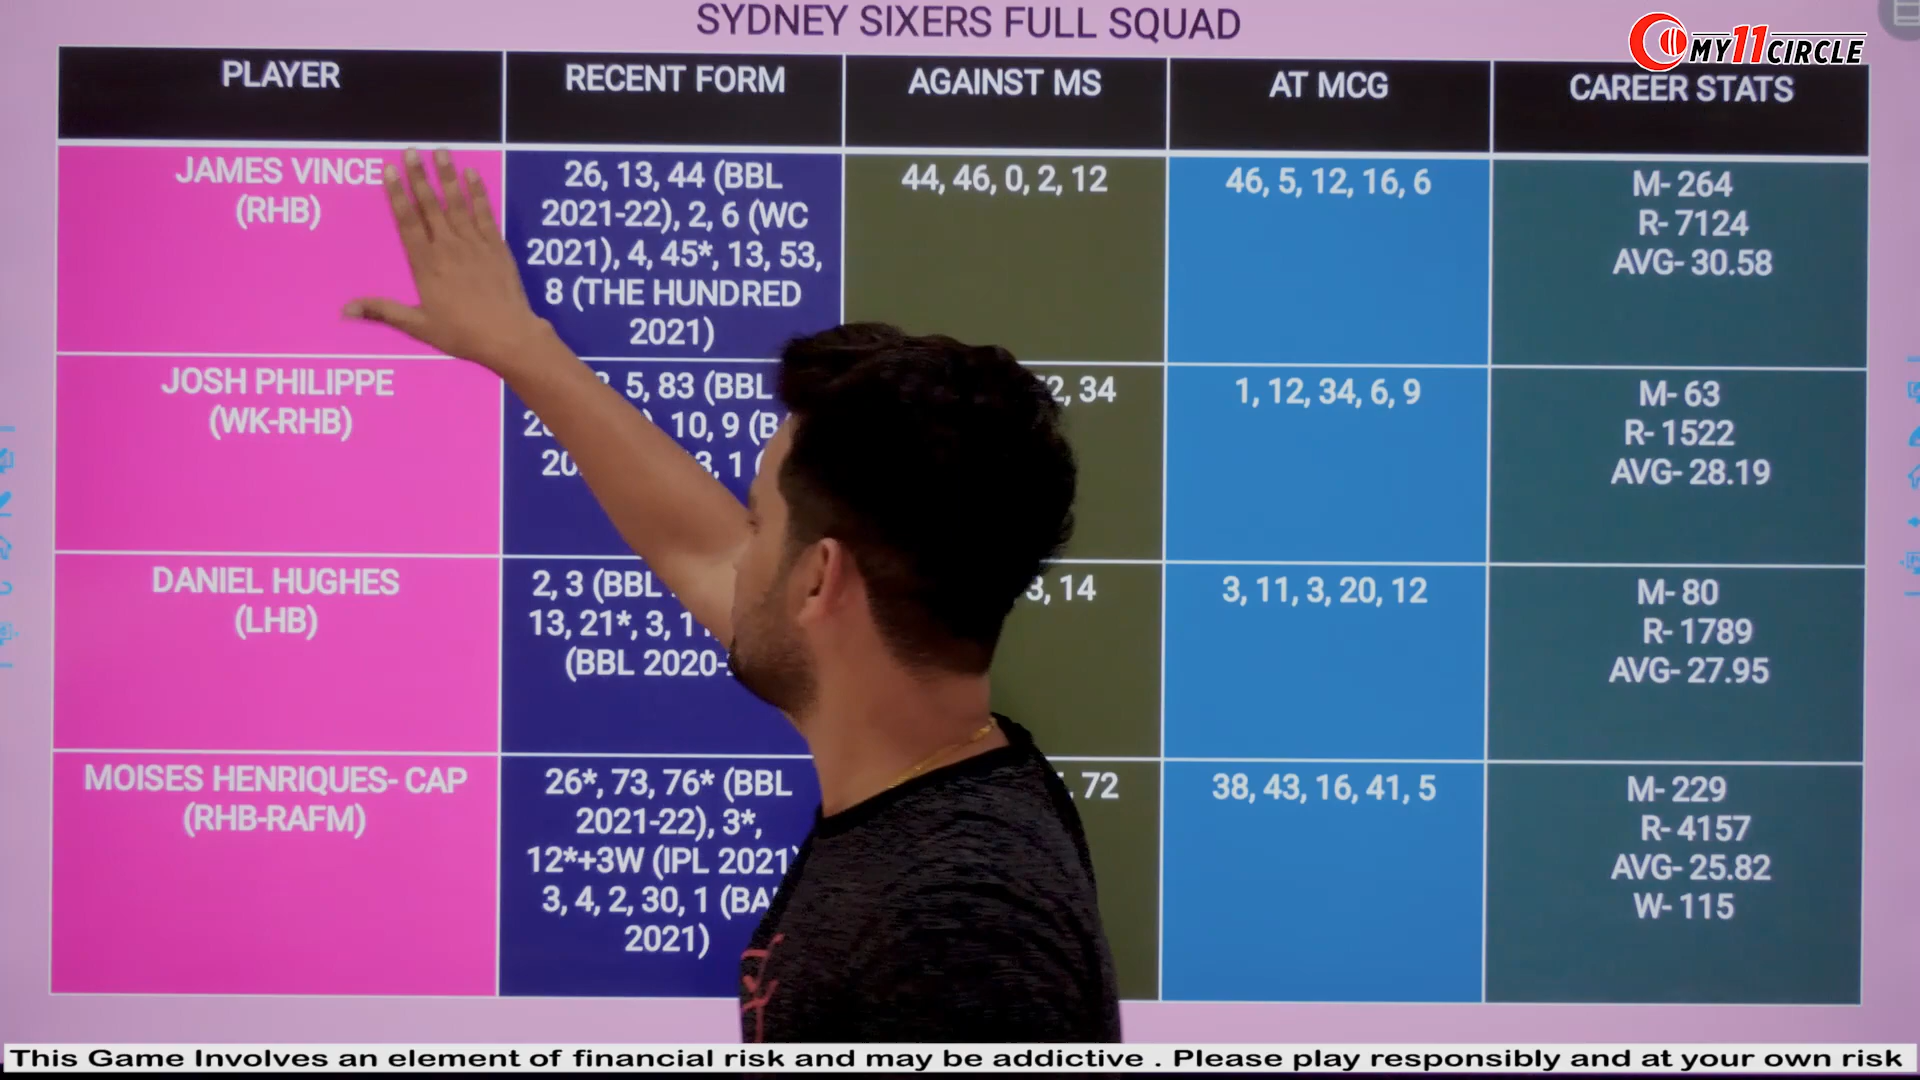 SYDNEY SIXERS FULL SQUAD
MY11CIRCLE
PLAYER
RECENT FORM
AGAINST MS
AT MCG
CAREER STATS
JAMES VINCE
(RHB)
26, 13, 44 (BBL
2021-22), 2, 6 (WC
2021), 4, 45*, 13, 53,
8 (THE HUNDRED
2021)
44, 46, 0, 2, 12
46, 5, 12, 16, 6
M- 264
R- 7124
AVG- 30.58
JOSH PHILIPPE
(WK-RHB)
5, 83 (BBL
10, 9
1
34
1, 12, 34, 6, 9
M- 63
R- 1522
AVG- 28.19
DANIEL HUGHES
(LHB)
2, 3 (BBL
13, 21*, 3,
(BBL 2020-
14
3, 11, 3, 20, 12
M- 80
R- 1789
AVG- 27.95
MOISES HENRIQUES- CAP
(RHB-RAFM)
26*, 73, 76* (BBL
2021-22), 3*,
12*+3W (IPL 2021)
3, 4, 2, 30, 1
2021)
72
38, 43, 16, 41, 5
M- 229
R- 4157
AVG- 25.82
W- 115
This Game Involves an element of financial risk and may be addictive . Please play responsibly and at your own risk